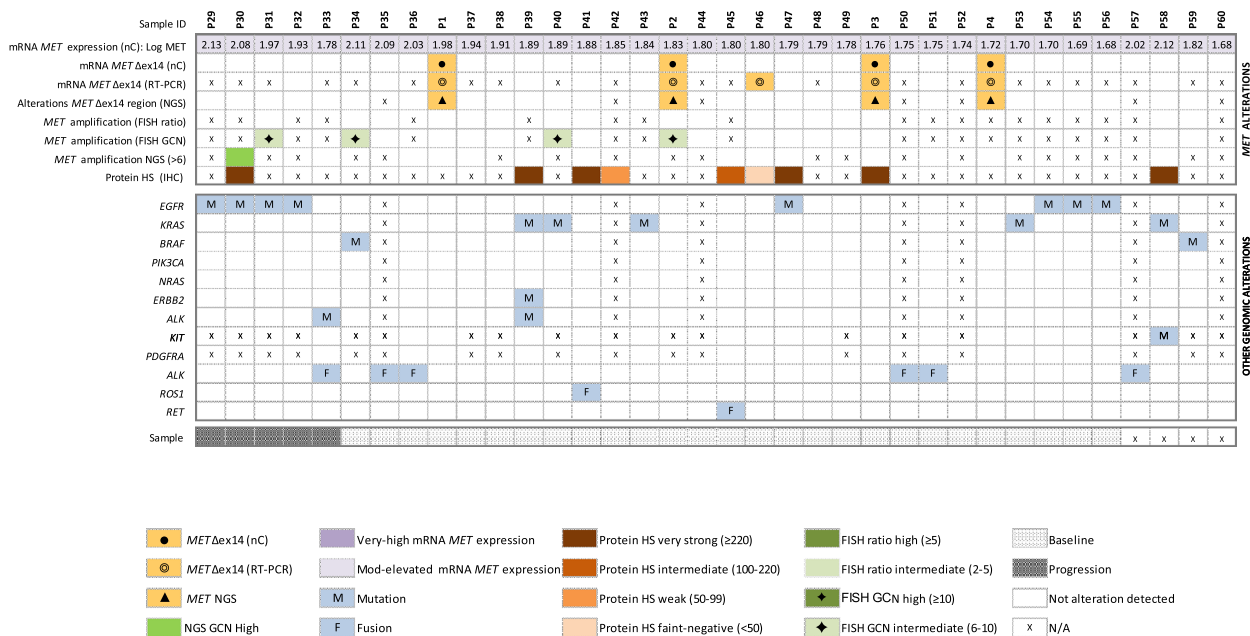 Sample ID P29 P30 P31 P32 P33 P34 P35 P36 P1 P37 P38 P39 P40 P41 P42 P43 P2 P44 P45 P46 P47 P48 P49 P3 P50 P51 P52 P4 P53 P54 P55 P56 P57 P58 P59 P60
mRNA MET expression (nC): Log MET 2.13 2.08 1.97 1.93 1.78 2.11 2.09 2.03 1.98 1.94 1.91 1.89 1.89 1.88 1.85 1.84 1.83 1.80 1.80 1.80 1.79 1.79 1.78 1.76 1.75 1.75 1.74 1.72 1.70 1.70 1.69 1.68 2.02 2.12 1.82 1.68
mRNA MET Δex14 (nC) ● ● ● ●
mRNA MET Δex14 (RT-PCR) x x x x x x ◎ x x x x ◎ x x ◎ x ◎ x x ◎ x x x x x x x
Alterations MET Δex14 region (NGS) x ▲ x ▲ x ▲ x x ▲ x x
MET amplification (FISH ratio) x x x x x x x x x x x x x x x x x x x
MET amplification (FISH GCN) x x ✦ x x ✦ x x ✦ x x ✦ x x x x x x x x x x x
MET amplification NGS (>6) x x x x x x x x x x x x x x x x x x x x x x x
Protein HS (IHC) x x x x x x x x x x x x x x x x x x x x x x x x x x x
MET ALTERATIONS
EGFR M M M M x x x M x x M M M x x
KRAS x M M x M x x x M x M x
BRAF M x x x x x x M x
PIK3CA x x x x x x x
NRAS x x x x x x x
ERBB2 x M x x x x x x
ALK M x M x x x x x x
KIT x x x x x x x x x x x x x x x x M x x
PDGFRA x x x x x x x x x x x x x x x x x x
ALK F F F x x F F x F x
ROS1 x F x x x x x x
RET x x x F x x x x
OTHER GENOMIC ALTERATIONS
Sample x x x x
● MET Δex14 (nC)
Very-high mRNA MET expression
Protein HS very strong (≥220)
FISH ratio high (≥5)
Baseline
◎ MET Δex14 (RT-PCR)
Mod-elevated mRNA MET expression
Protein HS intermediate (100-220)
FISH ratio intermediate (2-5)
Progression
▲ MET NGS
M Mutation
Protein HS weak (50-99)
✦ FISH GCN high (≥10)
Not alteration detected
NGS GCN High
F Fusion
Protein HS faint-negative (<50)
✦ FISH GCN intermediate (6-10)
x N/A